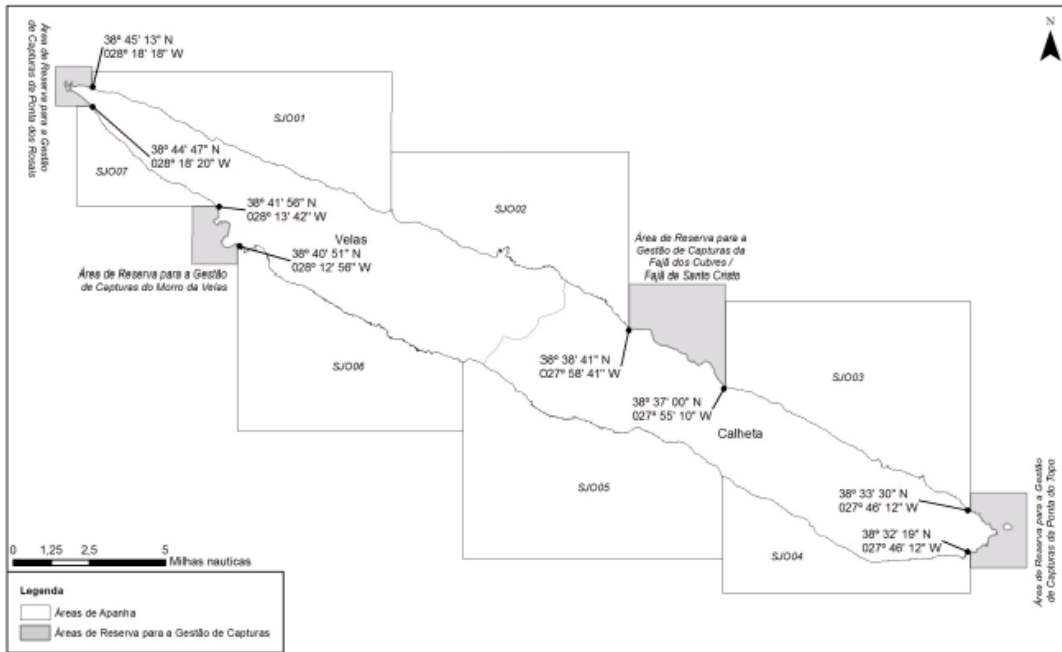 Área de Reserva para a Gestão
de Capturas da Ponta dos Rosais
38º 45' 13" N
028º 18' 18" W
N
SJO01
38º 44' 47" N
028º 18' 20" W
SJO07
SJO02
38º 41' 56" N
028º 13' 42" W
Velas
38º 40' 51" N
028º 12' 56" W
Área de Reserva para a Gestão
de Capturas do Morro da Velas
Área de Reserva para a
Gestão de Capturas da
Fajã dos Cubres /
Fajã de Santo Cristo
SJO06
38º 38' 41" N
027º 58' 41" W
SJO03
38º 37' 00" N
027º 55' 10" W
Calheta
SJO05
38º 33' 30" N
027º 46' 12" W
38º 32' 19" N
027º 46' 12" W
SJO04
Área de Reserva para a Gestão
de Capturas da Ponta do Topo
0 1,25 2,5 5
Milhas nauticas
Legenda
Áreas de Apanha
Áreas de Reserva para a Gestão de Capturas